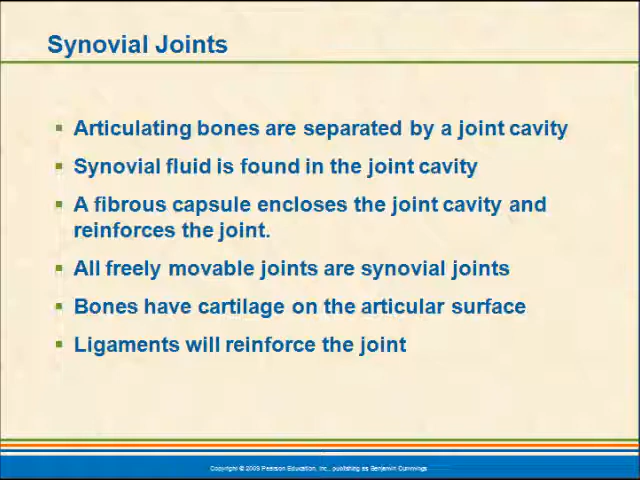 Synovial Joints
Articulating bones are separated by a joint cavity
Synovial fluid is found in the joint cavity
A fibrous capsule encloses the joint cavity and
reinforces the joint.
All freely movable joints are synovial joints
Bones have cartilage on the articular surface
Ligaments will reinforce the joint
Copyright © 2009 Pearson Education, Inc., publishing as Benjamin Cummings